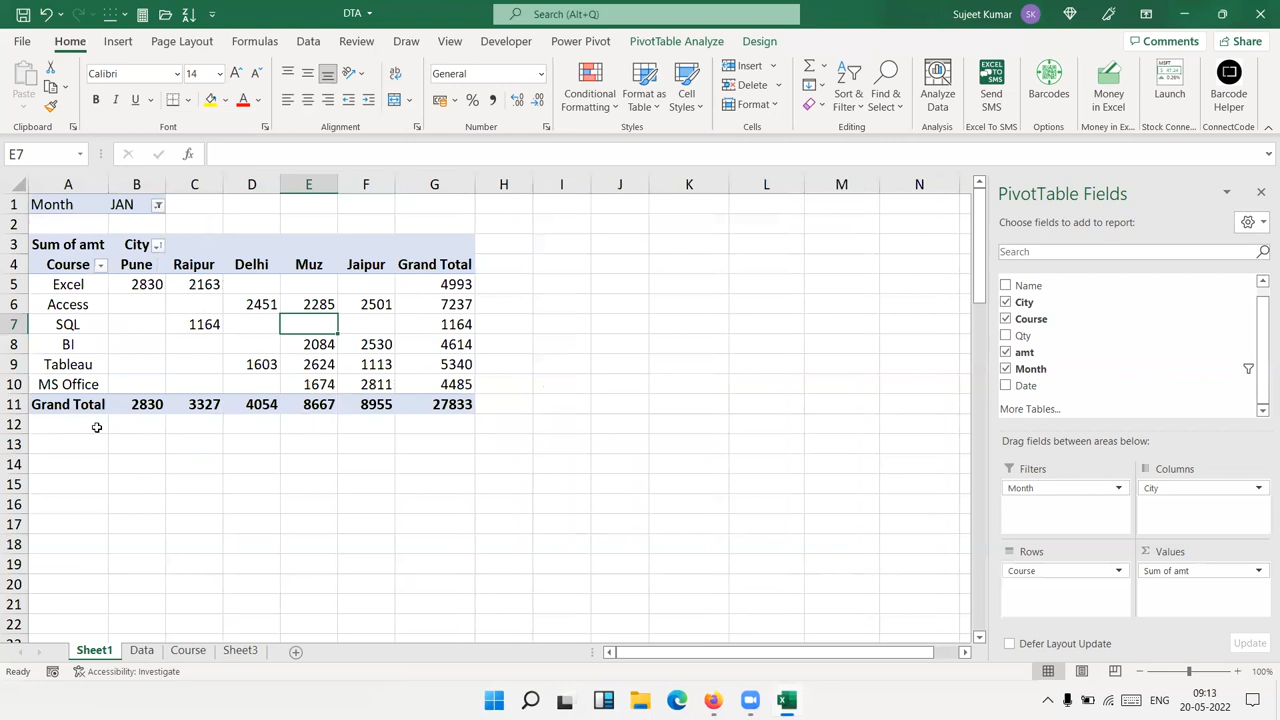 DTA
Search (Alt+Q)
Sujeet Kumar
SK
File
Home
Insert
Page Layout
Formulas
Data
Review
Draw
View
Developer
Power Pivot
PivotTable Analyze
Design
Comments
Share
Paste
Calibri
14
General
Conditional Formatting
Format as Table
Cell Styles
Insert
Delete
Format
Sort & Filter
Find & Select
Analyze Data
Send SMS
Barcodes
Money in Excel
Launch
Barcode Helper
Clipboard
Font
Alignment
Number
Styles
Cells
Editing
Analysis
Excel To SMS
Options
Money in Ex...
Stock Connec...
ConnectCode
E7
A B C D E F G H I J K L M N
1 Month JAN
2
3 Sum of amt City
4 Course Pune Raipur Delhi Muz Jaipur Grand Total
5 Excel 2830 2163 4993
6 Access 2451 2285 2501 7237
7 SQL 1164 1164
8 BI 2084 2530 4614
9 Tableau 1603 2624 1113 5340
10 MS Office 1674 2811 4485
11 Grand Total 2830 3327 4054 8667 8955 27833
12
13
14
15
16
17
18
19
20
21
22
PivotTable Fields
Choose fields to add to report:
Search
Name
City
Course
Qty
amt
Month
Date
More Tables...
Drag fields between areas below:
Filters
Columns
Month
City
Rows
Values
Course
Sum of amt
Defer Layout Update
Update
Sheet1
Data
Course
Sheet3
Ready
Accessibility: Investigate
100%
ENG
09:13
20-05-2022